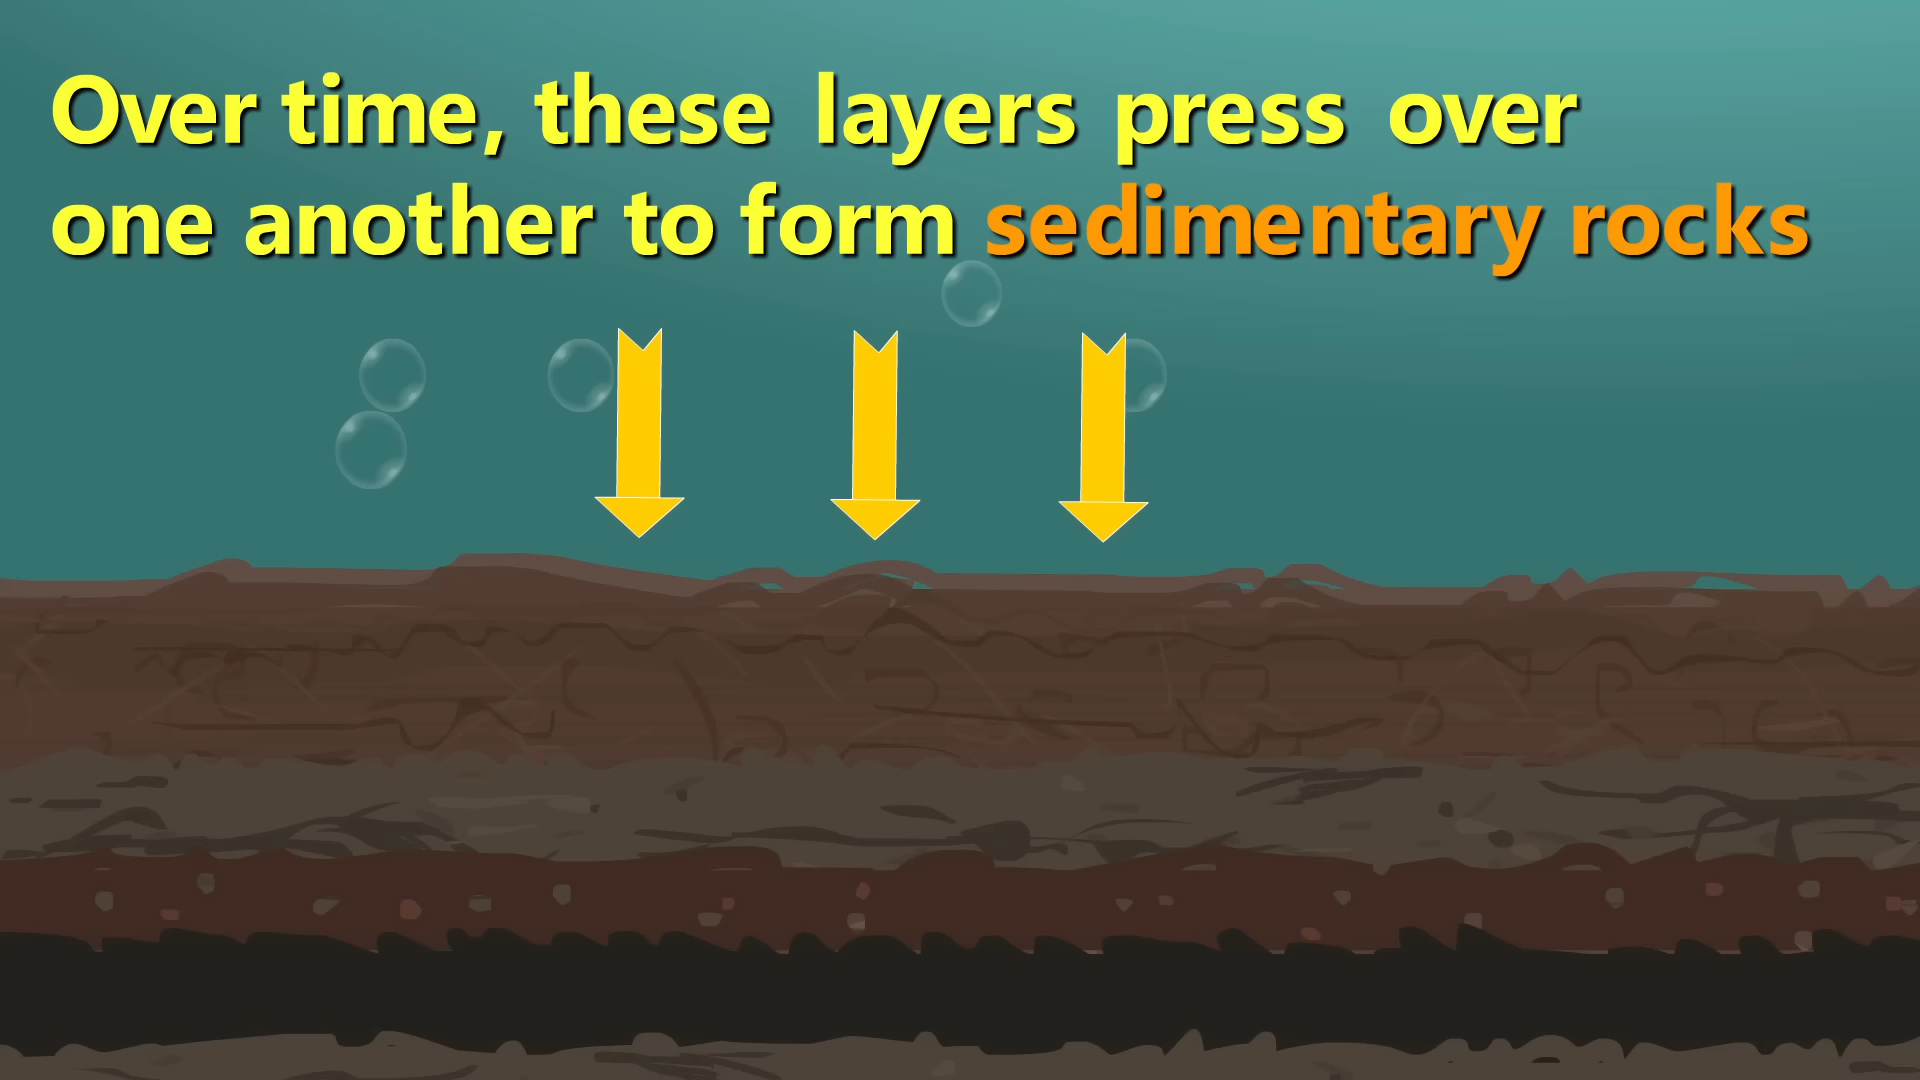 Over time, these layers press over
one another to form sedimentary rocks